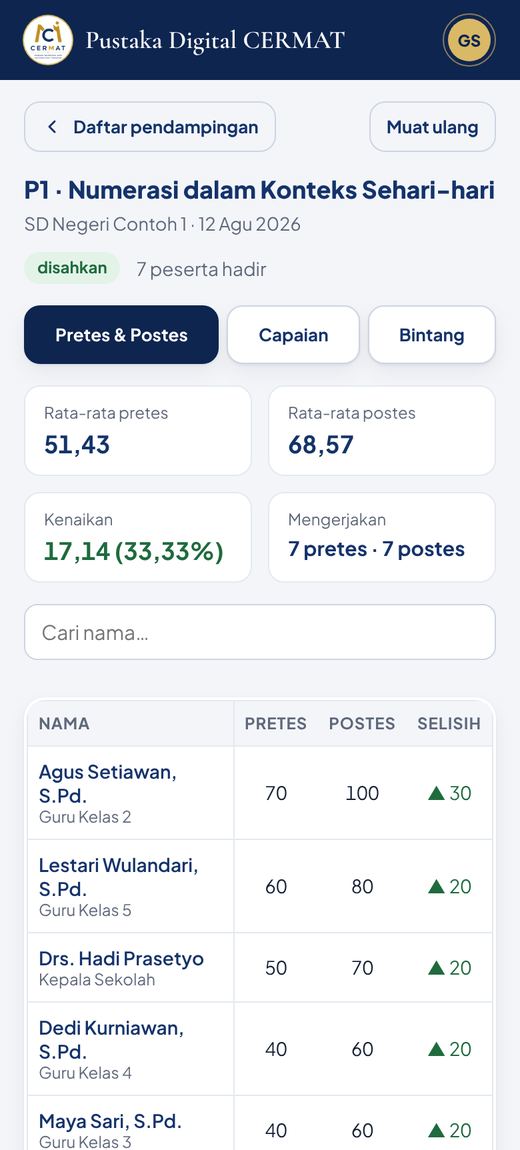 CERMAT
Pustaka Digital CERMAT
GS
Daftar pendampingan
Muat ulang
P1 · Numerasi dalam Konteks Sehari-hari
SD Negeri Contoh 1 · 12 Agu 2026
disahkan
7 peserta hadir
Pretes & Postes
Capaian
Bintang
Rata-rata pretes
51,43
Rata-rata postes
68,57
Kenaikan
17,14 (33,33%)
Mengerjakan
7 pretes · 7 postes
Cari nama...
NAMA PRETES POSTES SELISIH
Agus Setiawan,
S.Pd.
Guru Kelas 2
70 100 ▲ 30
Lestari Wulandari,
S.Pd.
Guru Kelas 5
60 80 ▲ 20
Drs. Hadi Prasetyo
Kepala Sekolah
50 70 ▲ 20
Dedi Kurniawan,
S.Pd.
Guru Kelas 4
40 60 ▲ 20
Maya Sari, S.Pd.
Guru Kelas 3
40 60 ▲ 20